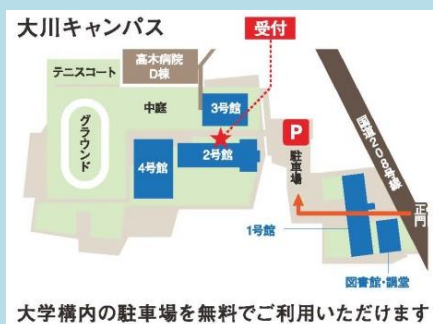 大川キャンパス
受付
高木病院
D棟
テニスコート
中庭
3号館
グラウンド
P
駐車場
国道208号線
4号館
2号館
正門
1号館
図書館・講堂
大学構内の駐車場を無料でご利用いただけます